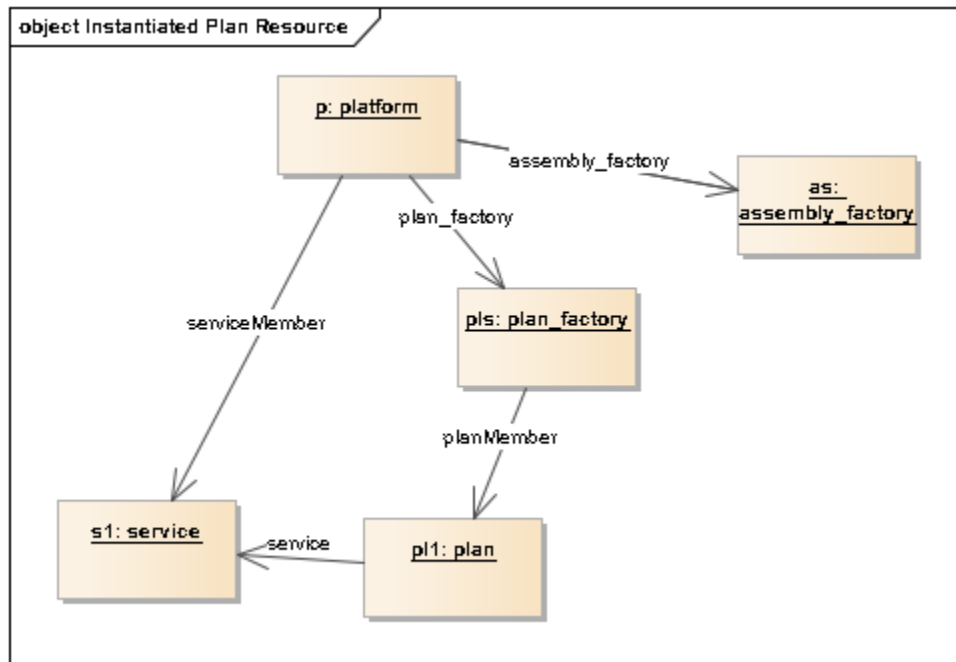 object Instantiated Plan Resource
p: platform
assembly_factory
as:
assembly_factory
plan_factory
pls: plan_factory
serviceMember
planMember
s1: service
service
pl1: plan